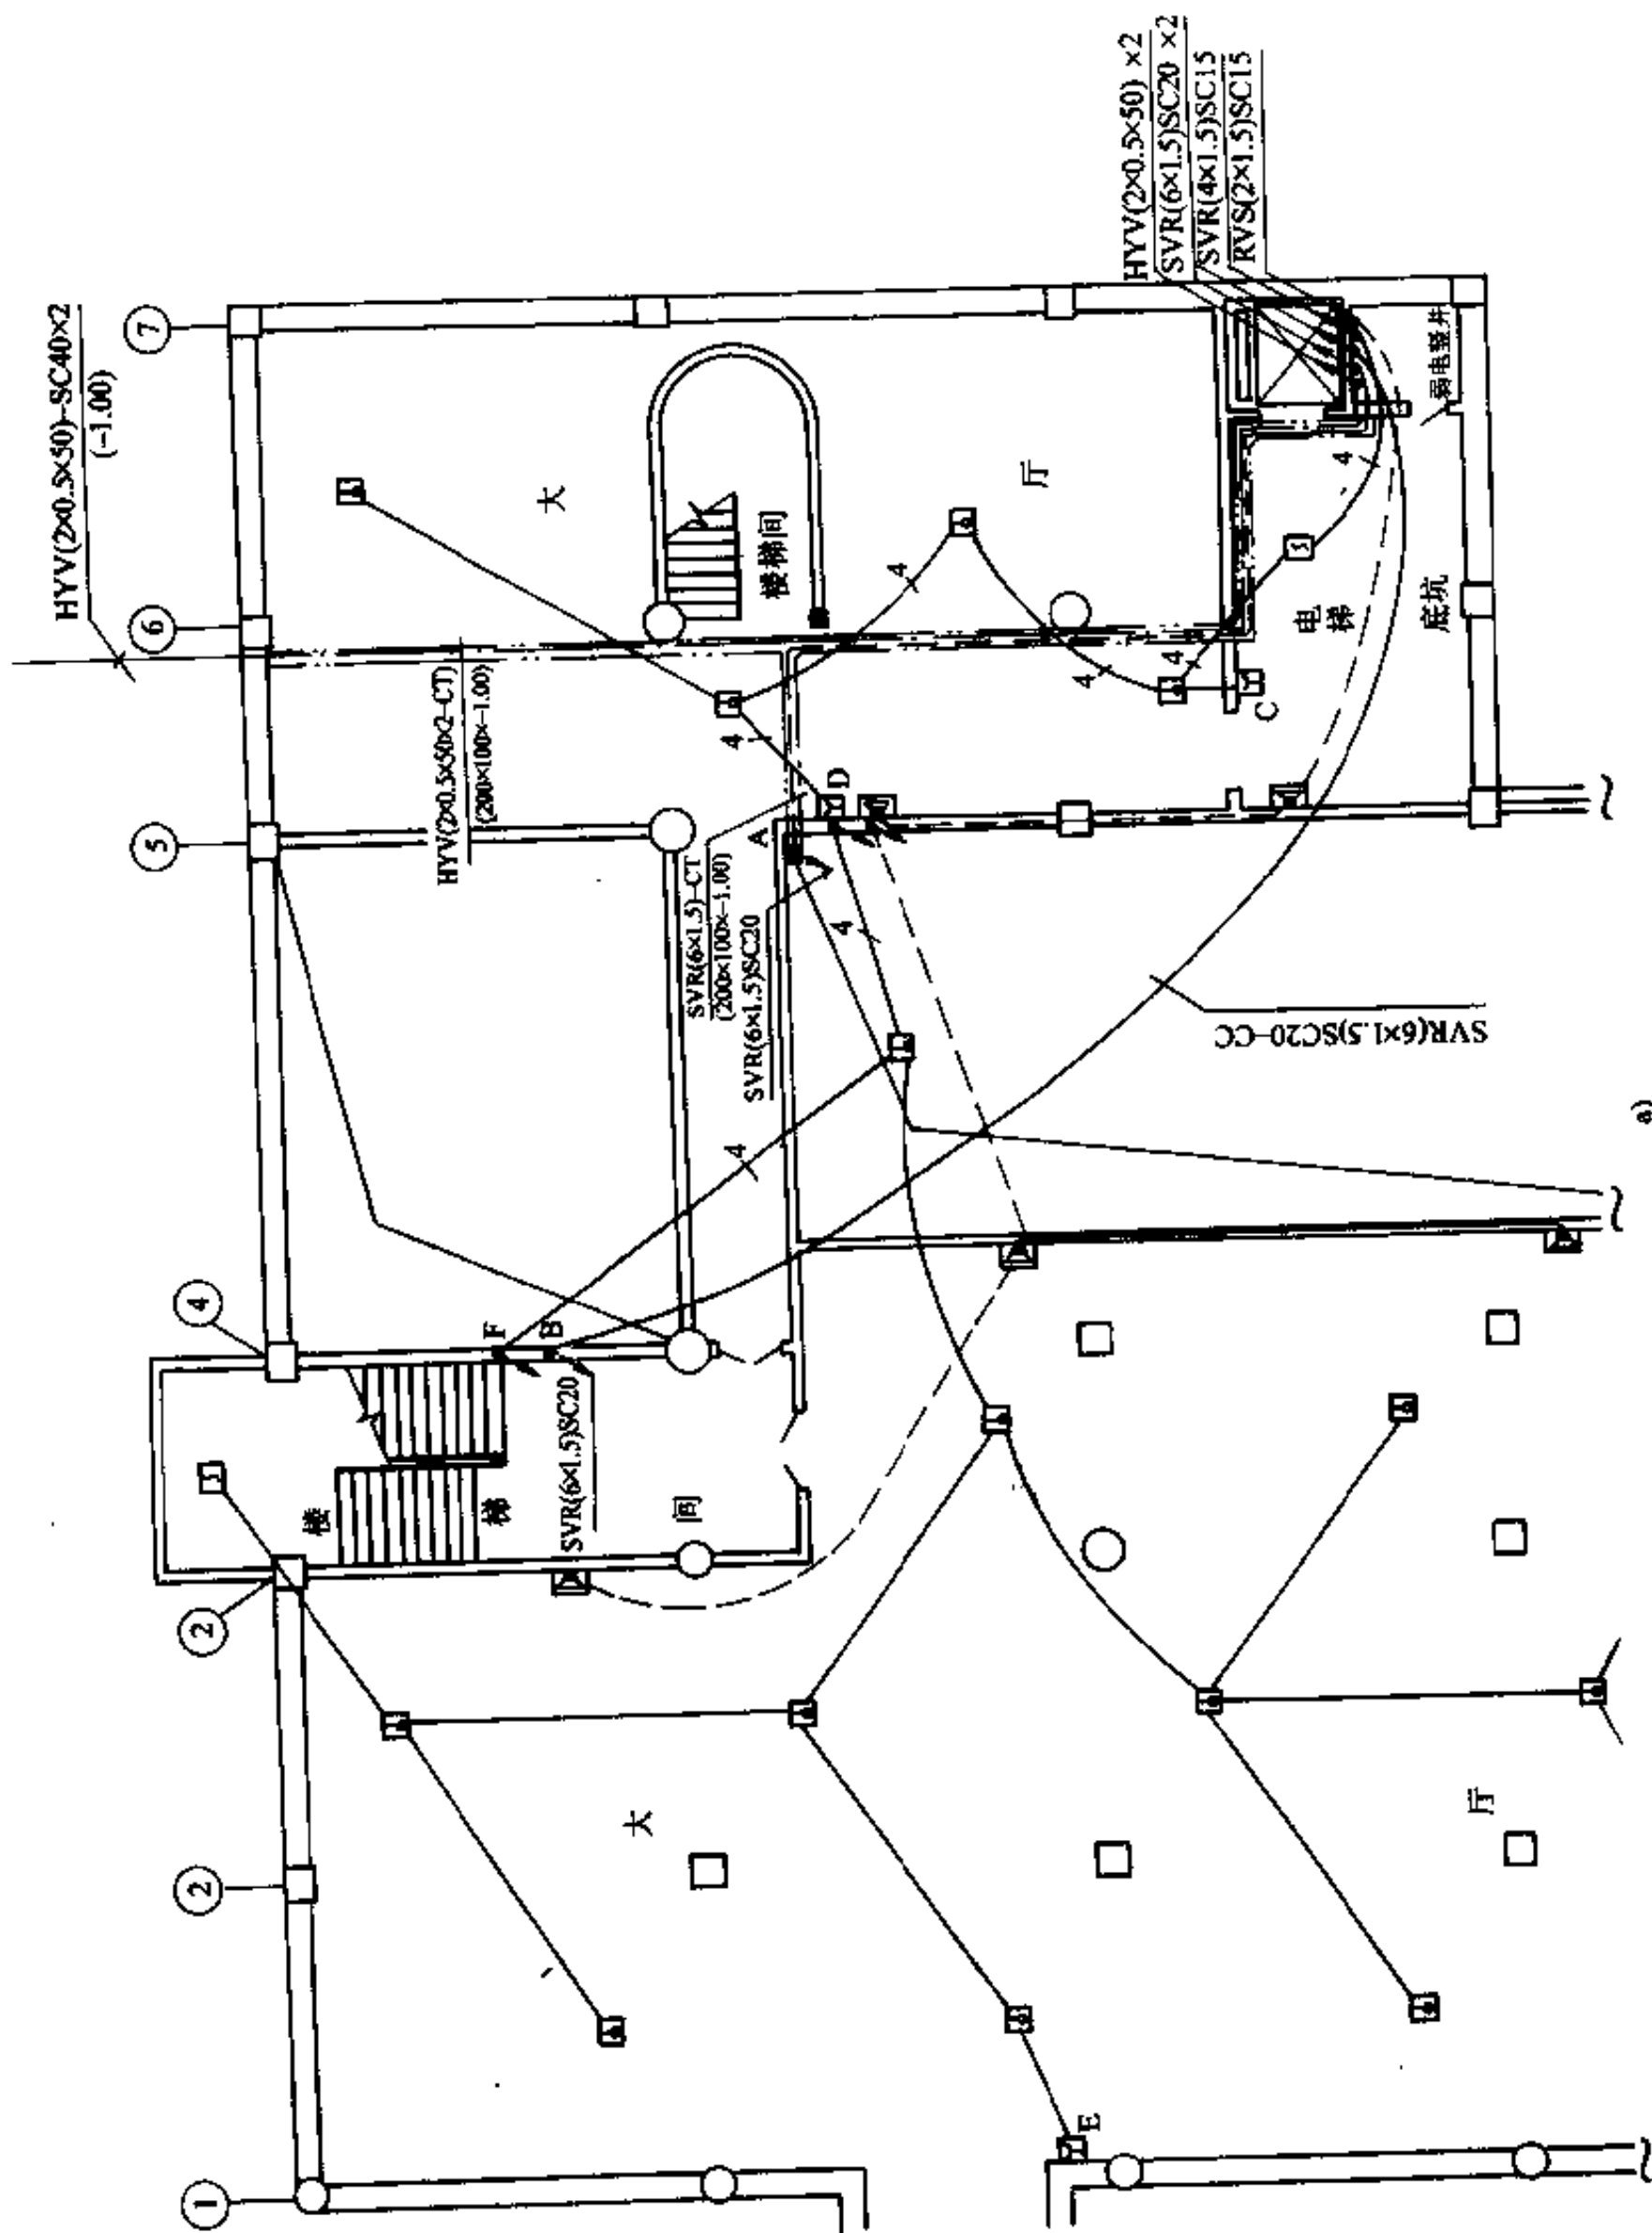 HYV(2×0.5×50)-SC40×2
(-1.00)
HYV(2×0.5×50)×2
SVR(6×1.5)SC20×2
SVR(4×1.5)SC15
RVS(2×1.5)SC15
7
6
5
4
2
2
1
大
厅
楼梯间
HYV(2×0.5×50×2-CT)
(200×100×-1.00)
SVR(6×1.5)-CT
(200×100×-1.00)
SVR(6×1.5)SC20
A
D
C
4
4
4
4
4
4
4
电
梯
底坑
弱电竖井
SVR(6×1.5)SC20-CC
F
B
SVR(6×1.5)SC20
楼
梯
间
大
厅
E
a)